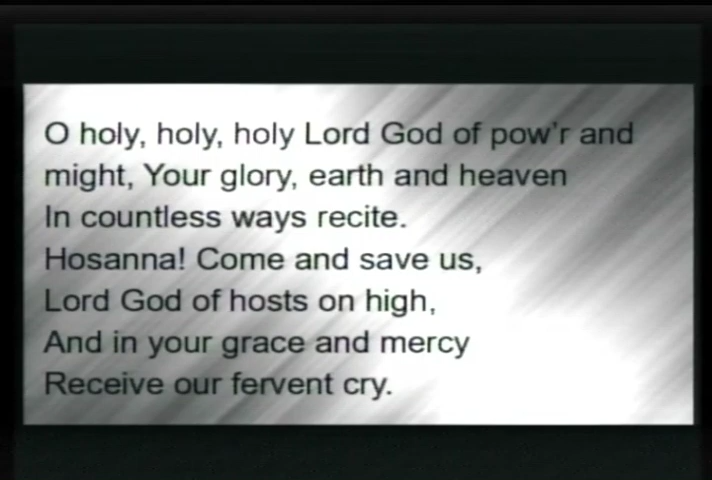 O holy, holy, holy Lord God of pow'r and
might, Your glory, earth and heaven
In countless ways recite.
Hosanna! Come and save us,
Lord God of hosts on high,
And in your grace and mercy
Receive our fervent cry.